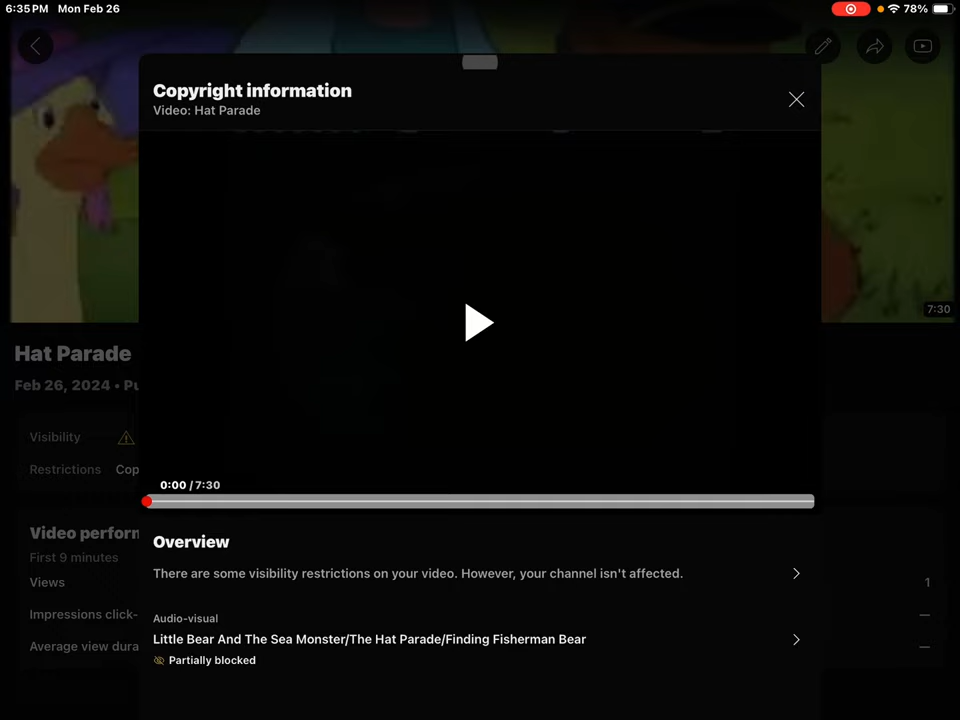 6:35 PM Mon Feb 26
78%
Copyright information
Video: Hat Parade
7:30
Hat Parade
Feb 26, 2024 • Pu
Visibility
Restrictions Cop
0:00 / 7:30
Overview
Video perforn
First 9 minutes
There are some visibility restrictions on your video. However, your channel isn't affected.
Views 1
Impressions click- —
Audio-visual
Little Bear And The Sea Monster/The Hat Parade/Finding Fisherman Bear
Average view dura —
Partially blocked